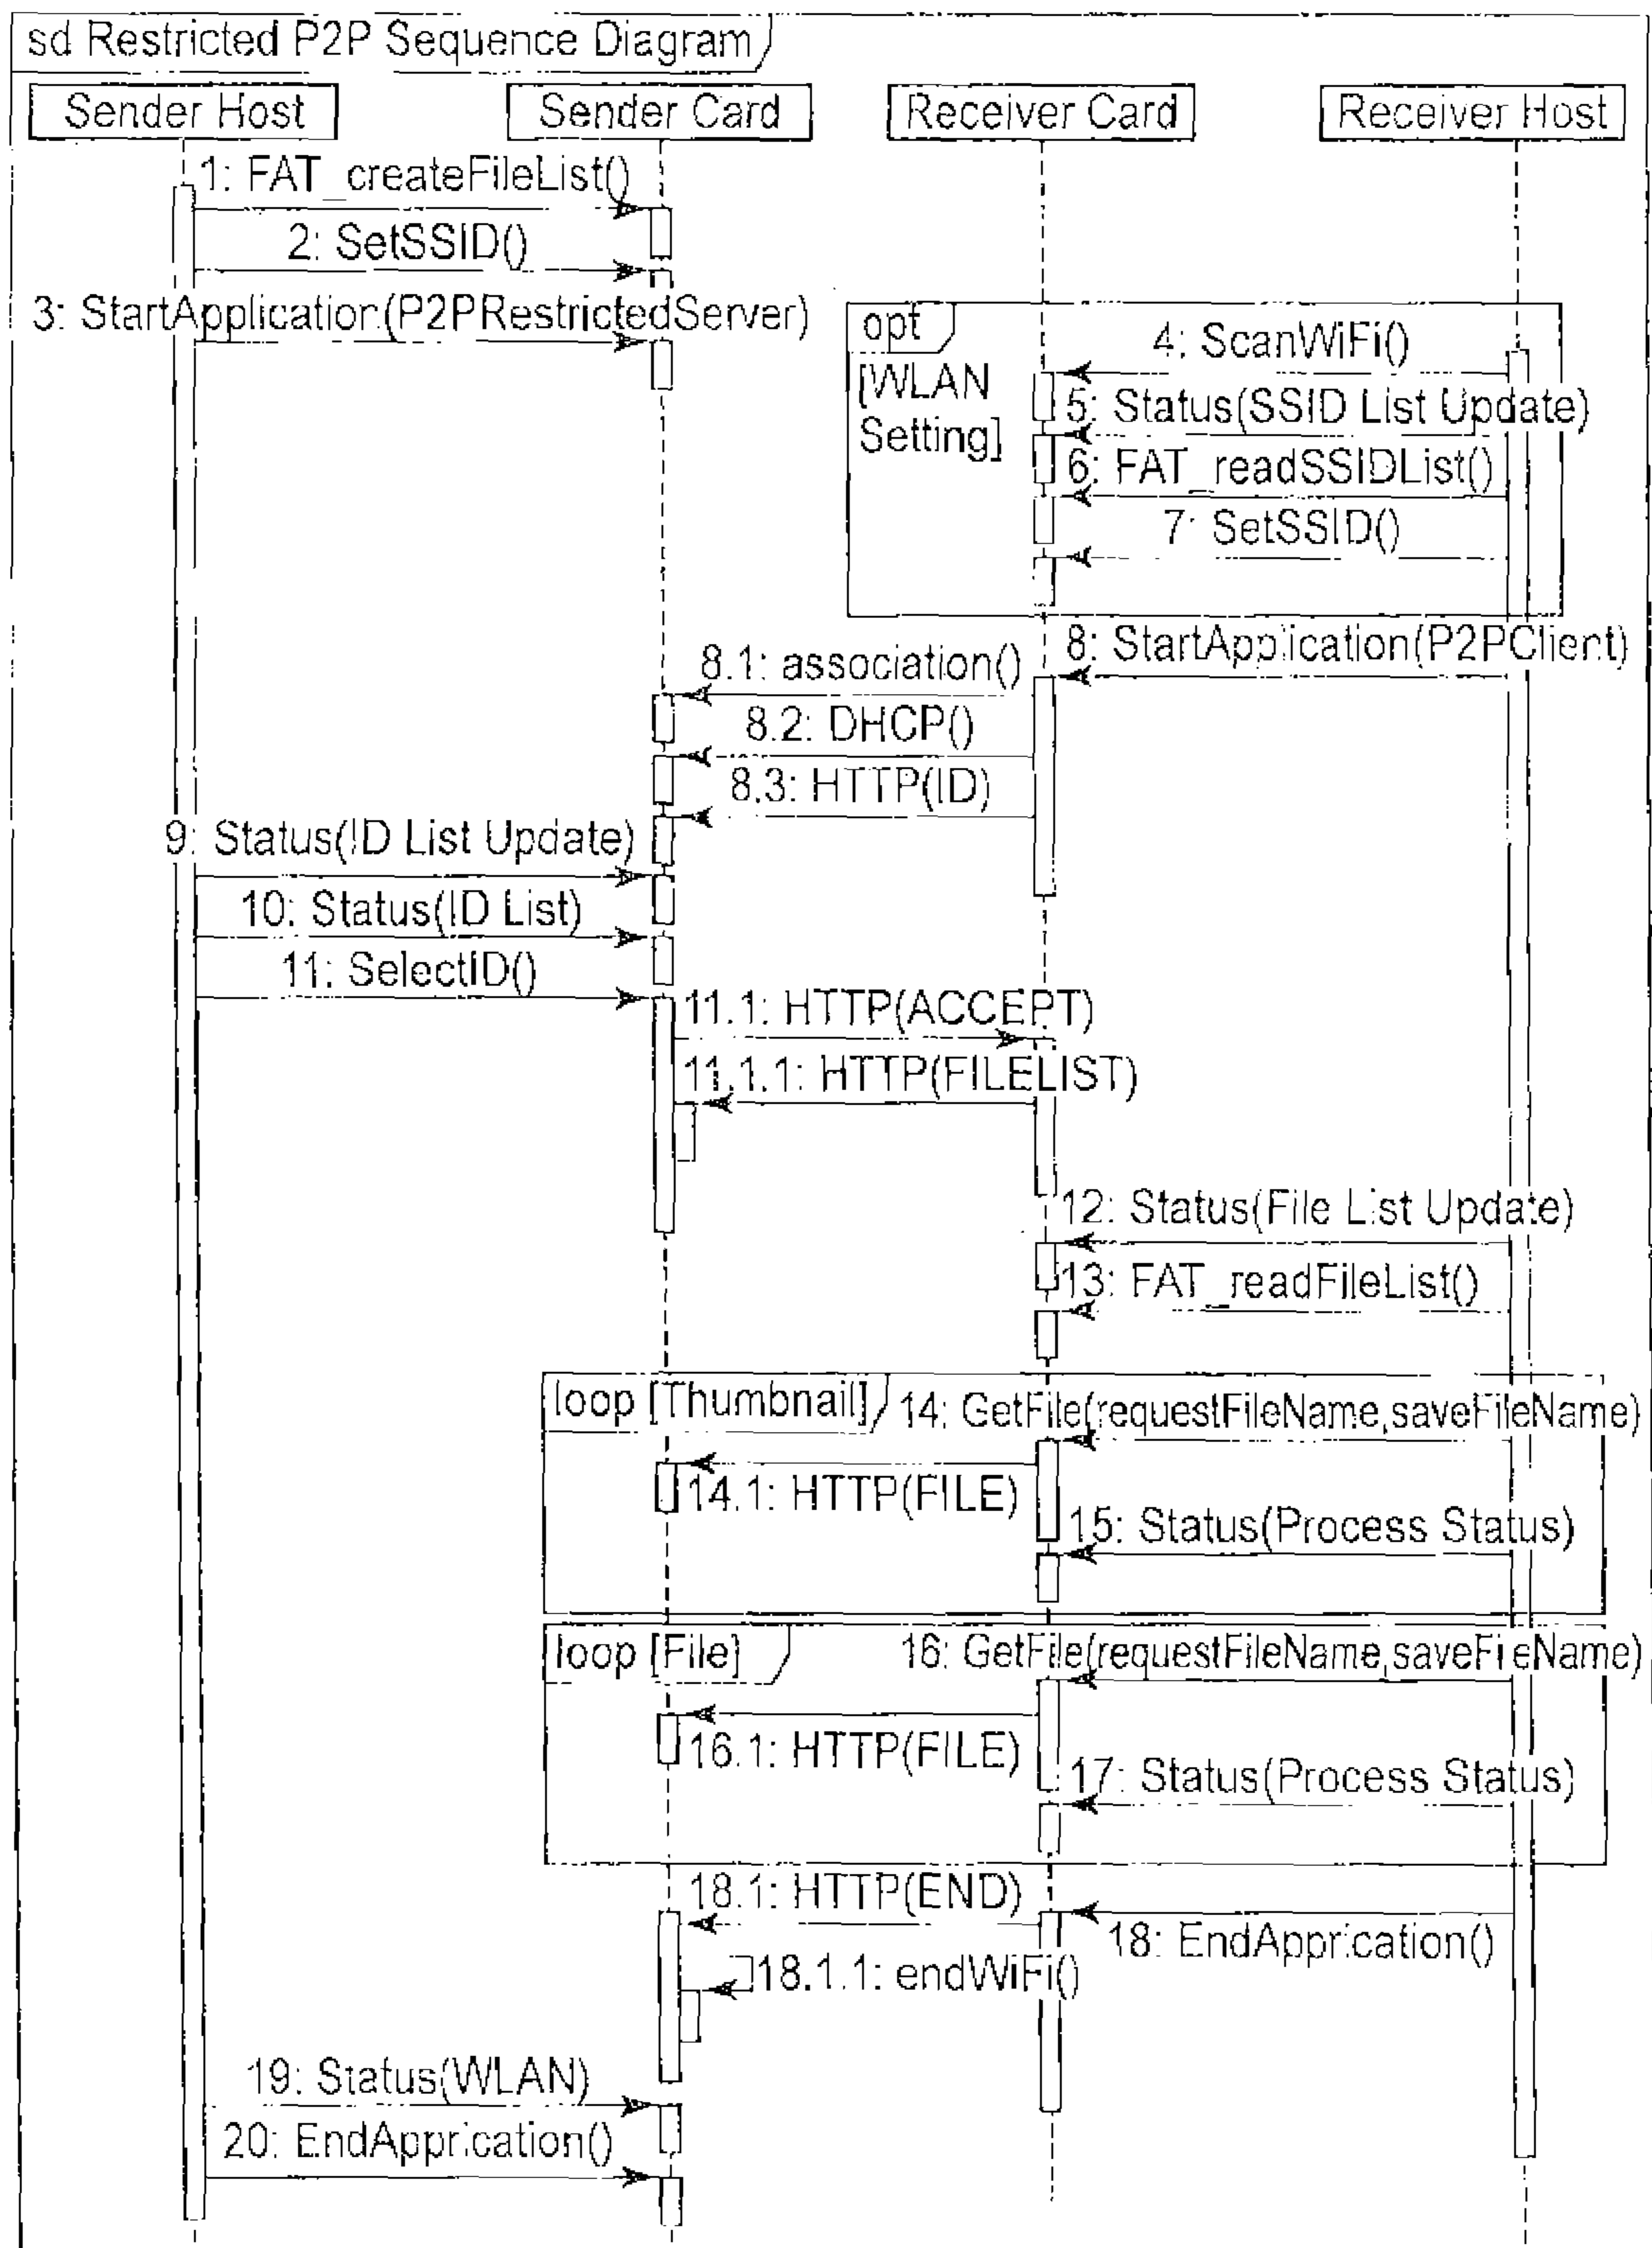 sd Restricted P2P Sequence Diagram
Sender Host
Sender Card
Receiver Card
Receiver Host
1: FAT_createFileList()
2: SetSSID()
3: StartApplication(P2PRestrictedServer)
opt
[WLAN
Setting]
4: ScanWiFi()
5: Status(SSID List Update)
6: FAT_readSSIDList()
7: SetSSID()
8: StartApplication(P2PClient)
8.1: association()
8.2: DHCP()
8.3: HTTP(ID)
9: Status(ID List Update)
10: Status(ID List)
11: SelectID()
11.1: HTTP(ACCEPT)
11.1.1: HTTP(FILELIST)
12: Status(File List Update)
13: FAT_readFileList()
loop [Thumbnail]
14: GetFile(requestFileName,saveFileName)
14.1: HTTP(FILE)
15: Status(Process Status)
loop [File]
16: GetFile(requestFileName,saveFileName)
16.1: HTTP(FILE)
17: Status(Process Status)
18.1: HTTP(END)
18: EndApprication()
18.1.1: endWiFi()
19: Status(WLAN)
20: EndApprication()